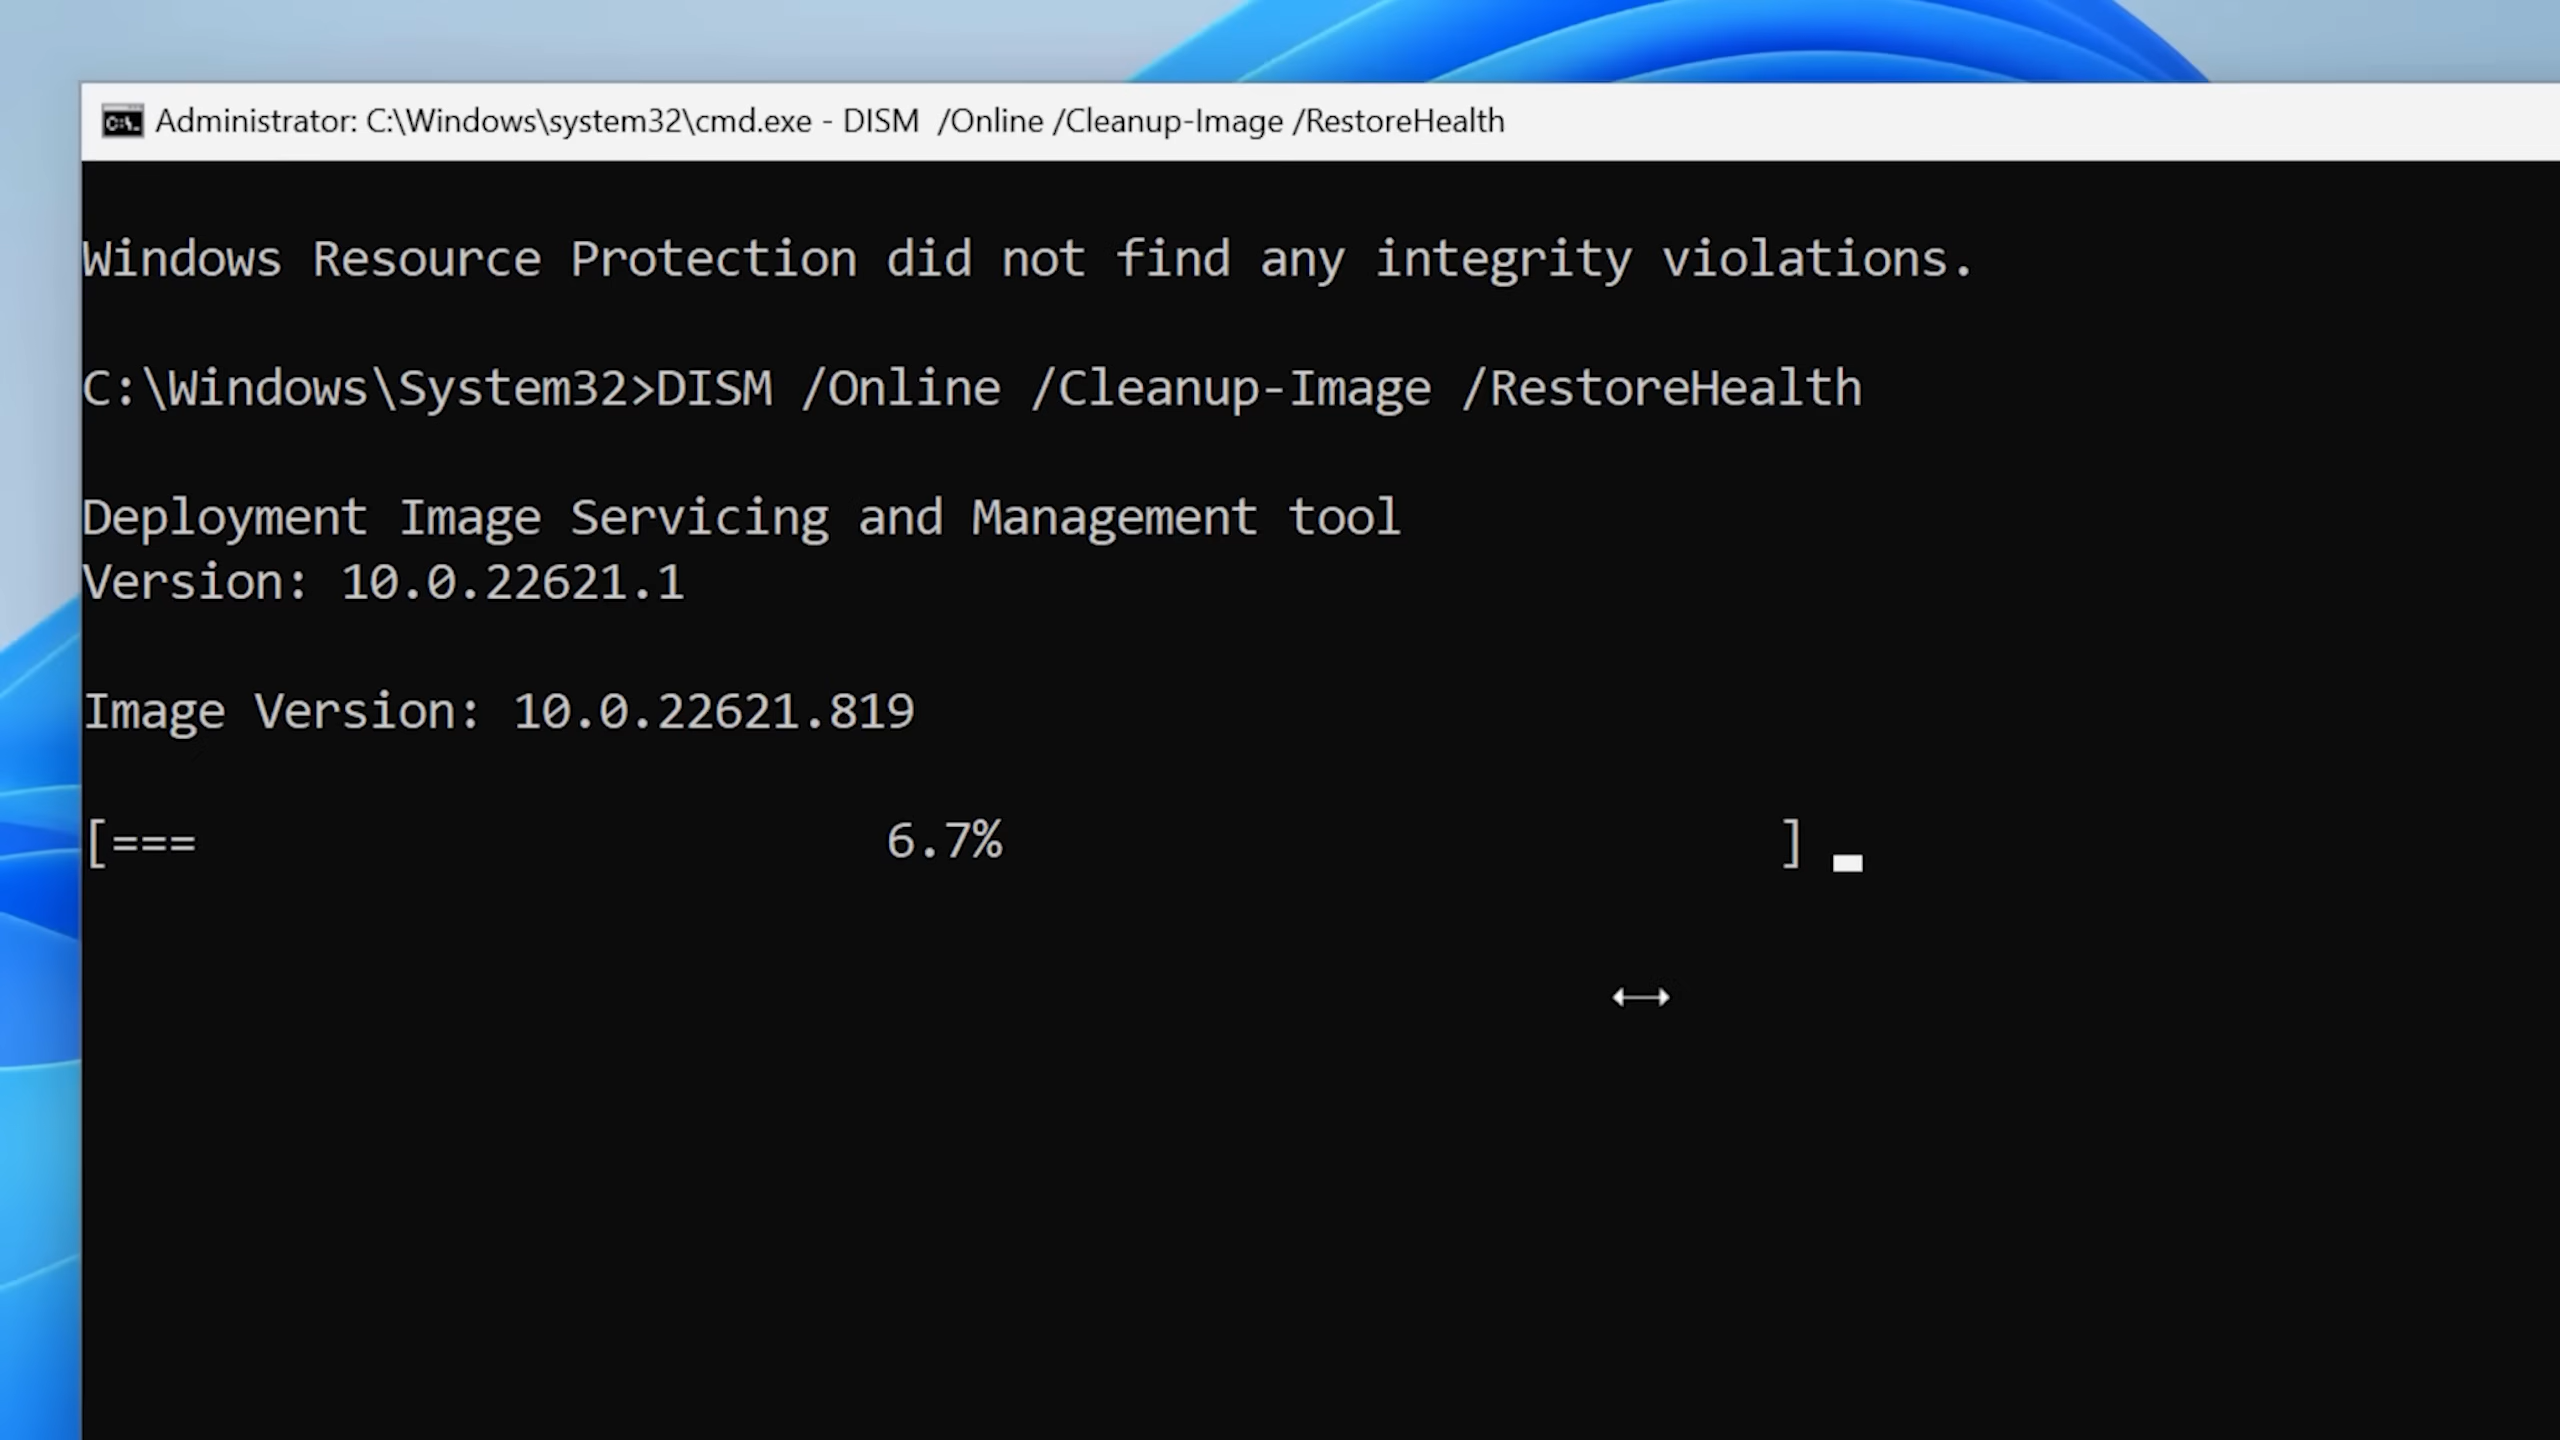 Administrator: C:\Windows\system32\cmd.exe - DISM  /Online /Cleanup-Image /RestoreHealth
Windows Resource Protection did not find any integrity violations.
C:\Windows\System32>DISM /Online /Cleanup-Image /RestoreHealth
Deployment Image Servicing and Management tool
Version: 10.0.22621.1
Image Version: 10.0.22621.819
[===                        6.7%                           ]